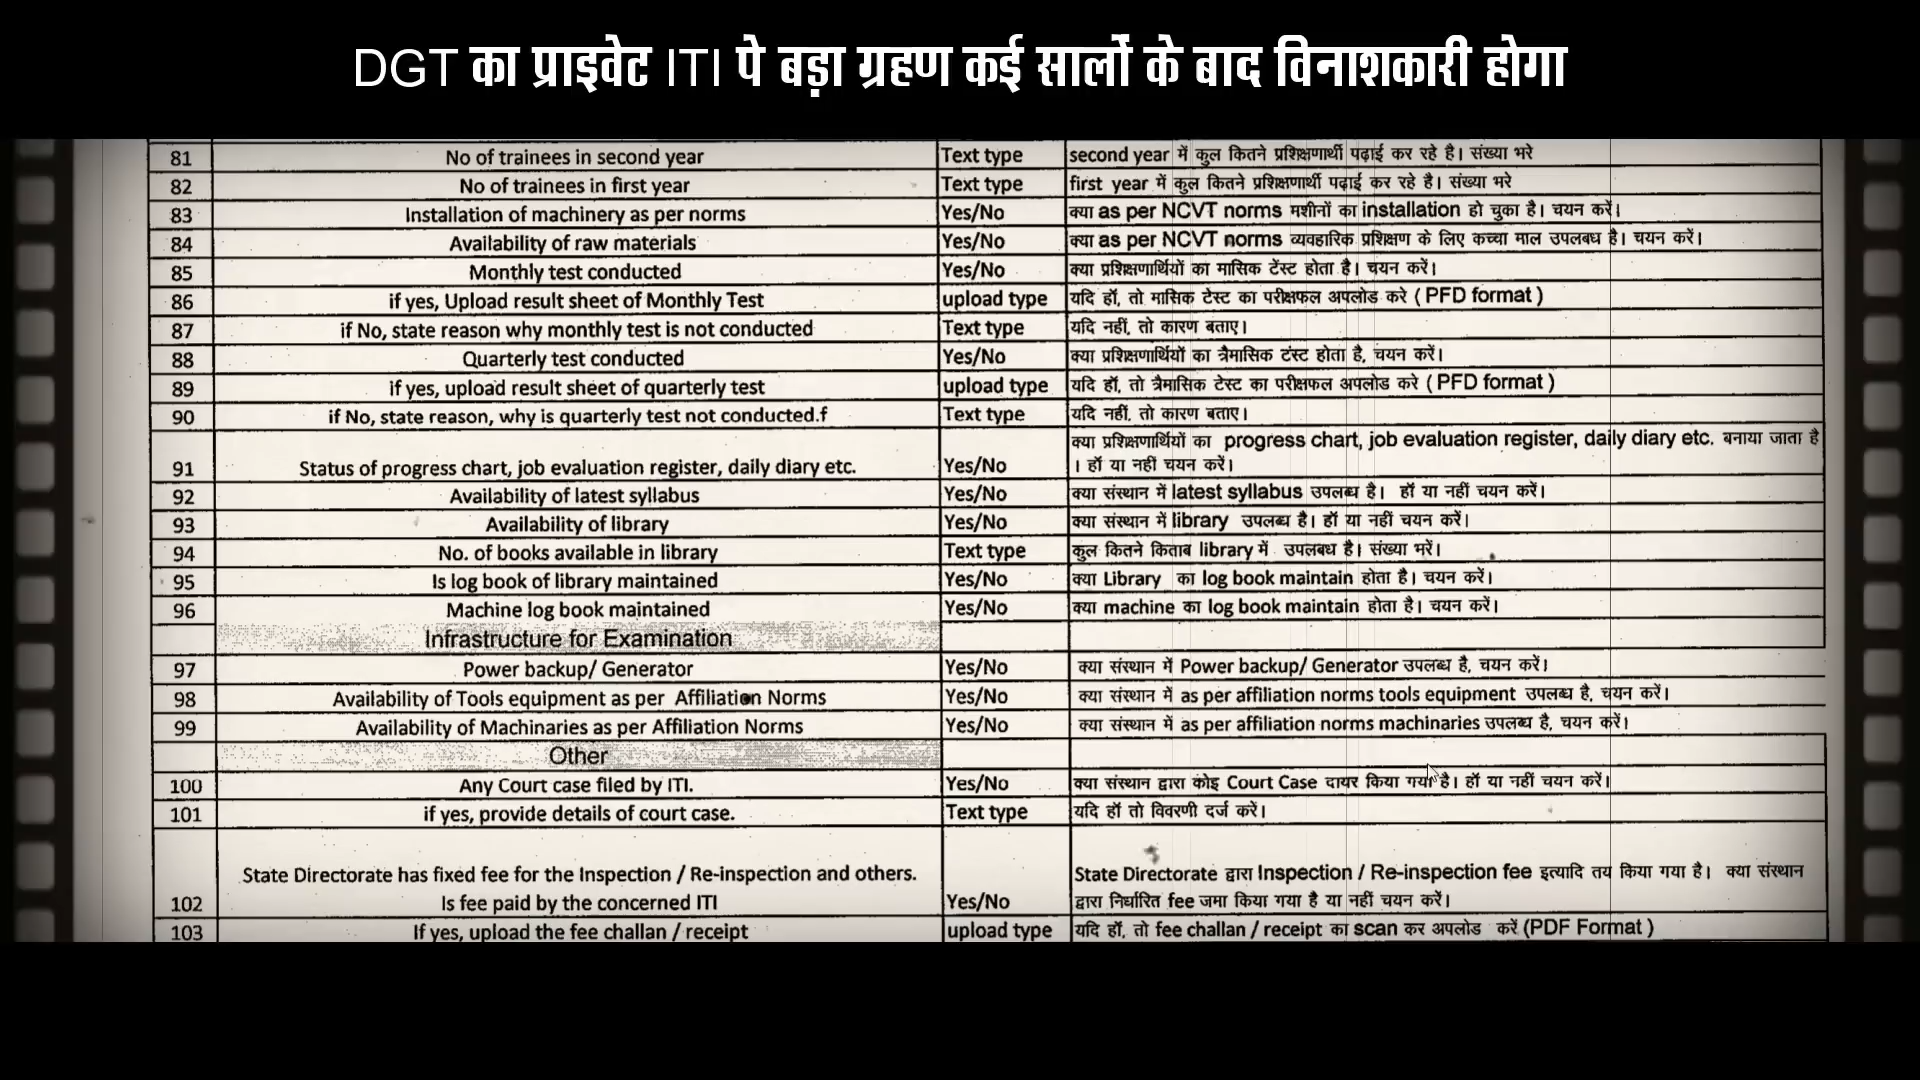 DGT का प्राइवेट ITI पे बड़ा ग्रहण कई सालों के बाद विनाशकारी होगा
81 No of trainees in second year Text type second year में कुल कितने प्रशिक्षणार्थी पढ़ाई कर रहे है। संख्या भरे
82 No of trainees in first year Text type first year में कुल कितने प्रशिक्षणार्थी पढ़ाई कर रहे है। संख्या भरे
83 Installation of machinery as per norms Yes/No क्या as per NCVT norms मशीनों का installation हो चुका है। चयन करें।
84 Availability of raw materials Yes/No क्या as per NCVT norms व्यवहारिक प्रशिक्षण के लिए कच्चा माल उपलबध है। चयन करें।
85 Monthly test conducted Yes/No क्या प्रशिक्षणार्थियों का मासिक टेंस्ट होता है। चयन करें।
86 if yes, Upload result sheet of Monthly Test upload type यदि हॉं, तो मासिक टेस्ट का परीक्षफल अपलोड करे ( PFD format )
87 if No, state reason why monthly test is not conducted Text type यदि नहीं, तो कारण बताए।
88 Quarterly test conducted Yes/No क्या प्रशिक्षणार्थियों का त्रैमासिक टंस्ट होता है, चयन करें।
89 if yes, upload result sheet of quarterly test upload type यदि हॉं, तो त्रैमासिक टेस्ट का परीक्षफल अपलोड करे ( PFD format )
90 if No, state reason, why is quarterly test not conducted.f Text type यदि नहीं, तो कारण बताए।
क्या प्रशिक्षणार्थियों का progress chart, job evaluation register, daily diary etc. बनाया जाता है
91 Status of progress chart, job evaluation register, daily diary etc. Yes/No । हॉं या नहीं चयन करें।
92 Availability of latest syllabus Yes/No क्या संस्थान में latest syllabus उपलब्ध है। हॉं या नहीं चयन करें।
93 Availability of library Yes/No क्या संस्थान में library उपलब्ध है। हॉं या नहीं चयन करें।
94 No. of books available in library Text type कुल कितने किताब library में उपलबध है। संख्या भरें।
95 Is log book of library maintained Yes/No क्या Library का log book maintain होता है। चयन करें।
96 Machine log book maintained Yes/No क्या machine का log book maintain होता है। चयन करें।
Infrastructure for Examination
97 Power backup/ Generator Yes/No क्या संस्थान में Power backup/ Generator उपलब्ध है, चयन करें।
98 Availability of Tools equipment as per Affiliation Norms Yes/No क्या संस्थान में as per affiliation norms tools equipment उपलब्ध है, चयन करें।
99 Availability of Machinaries as per Affiliation Norms Yes/No क्या संस्थान में as per affiliation norms machinaries उपलब्ध है, चयन करें।
Other
100 Any Court case filed by ITI. Yes/No क्या संस्थान द्वारा कोइ Court Case दायर किया गया है। हॉं या नहीं चयन करें।
101 if yes, provide details of court case. Text type यदि हॉं तो विवरणी दर्ज करें।
State Directorate has fixed fee for the Inspection / Re-inspection and others. State Directorate द्वारा Inspection / Re-inspection fee इत्यादि तय किया गया है। क्या संस्थान
102 Is fee paid by the concerned ITI Yes/No द्वारा निर्धारित fee जमा किया गया है या नहीं चयन करें।
103 If yes, upload the fee challan / receipt upload type यदि हॉं, तो fee challan / receipt का scan कर अपलोड करें (PDF Format )